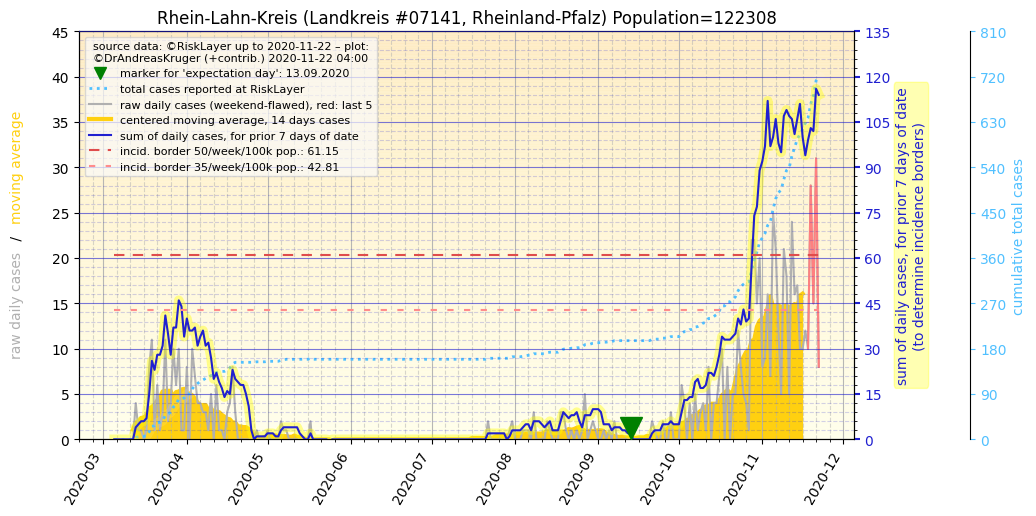 Rhein-Lahn-Kreis (Landkreis #07141, Rheinland-Pfalz) Population=122308
source data: ©RiskLayer up to 2020-11-22 – plot:
©DrAndreasKruger (+contrib.) 2020-11-22 04:00
marker for 'expectation day': 13.09.2020
total cases reported at RiskLayer
raw daily cases (weekend-flawed), red: last 5
centered moving average, 14 days cases
sum of daily cases, for prior 7 days of date
incid. border 50/week/100k pop.: 61.15
incid. border 35/week/100k pop.: 42.81
raw daily cases / moving average
45
40
35
30
25
20
15
10
5
0
2020-03
2020-04
2020-05
2020-06
2020-07
2020-08
2020-09
2020-10
2020-11
2020-12
135
120
105
90
75
60
45
30
15
0
sum of daily cases, for prior 7 days of date
(to determine incidence borders)
810
720
630
540
450
360
270
180
90
0
cumulative total cases